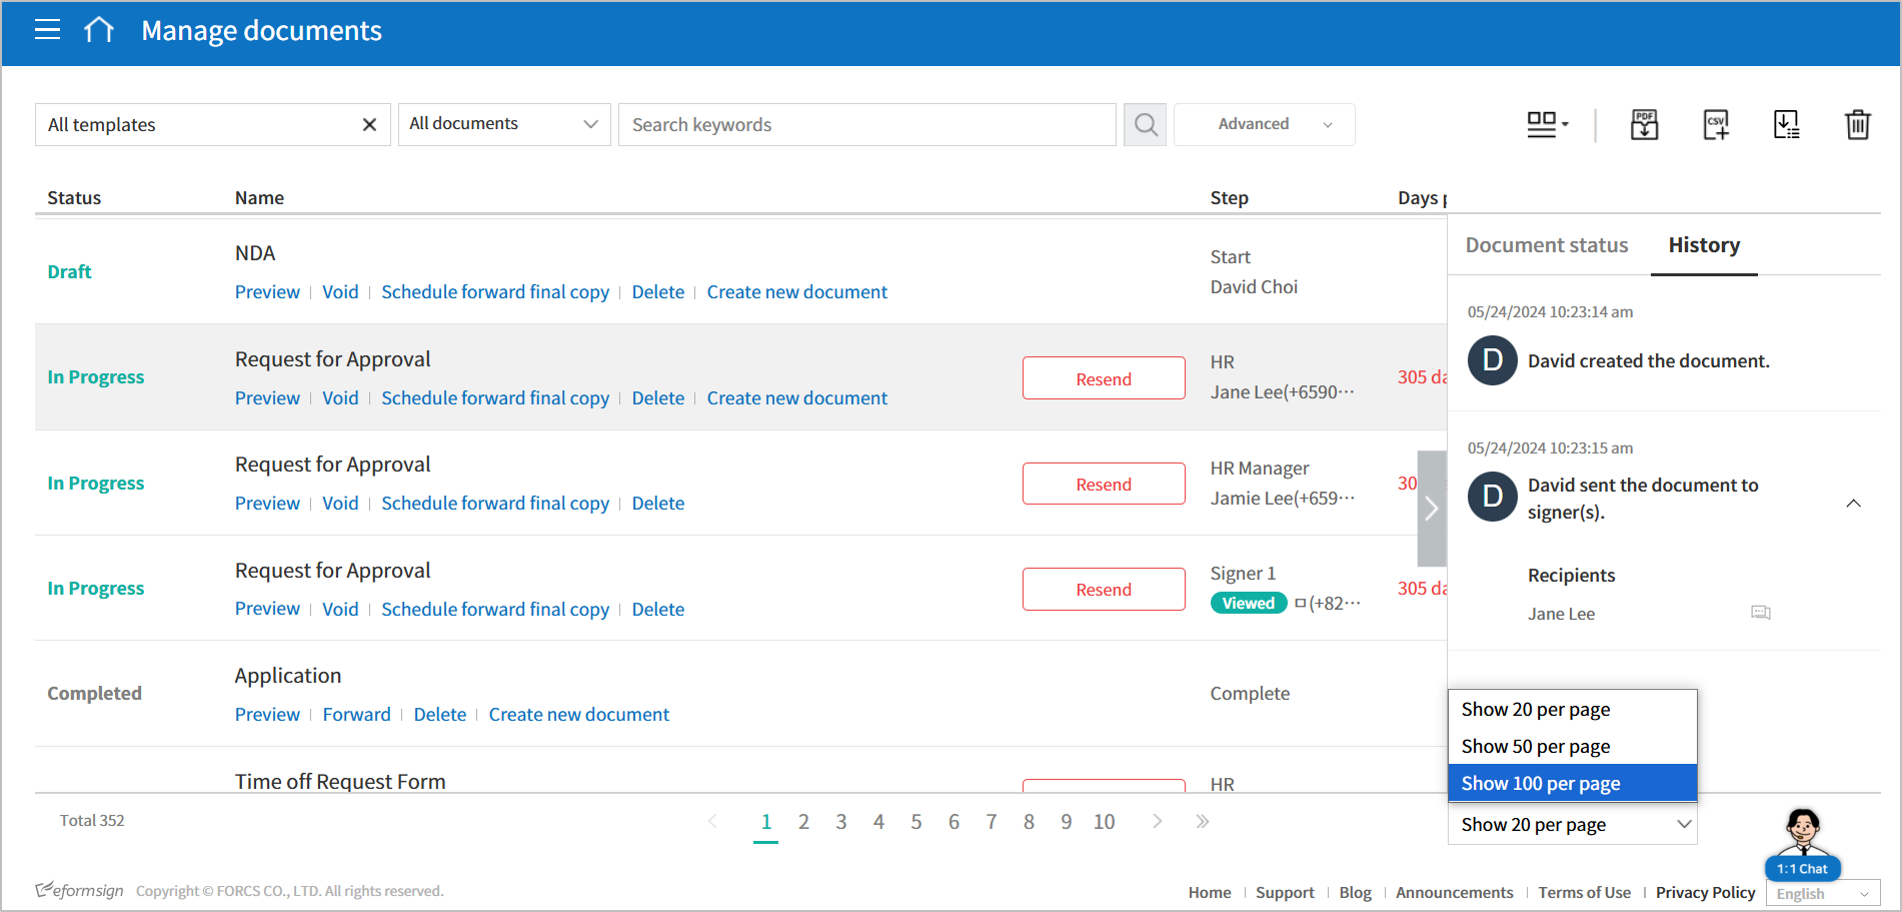 Manage documents
All templates
All documents
Search keywords
Advanced
PDF
CSV
Status Name Step Days
Document status History
NDA
Draft
Start
David Choi
Preview Void Schedule forward final copy Delete Create new document
05/24/2024 10:23:14 am
D David created the document.
Request for Approval
In Progress
Resend
HR
Jane Lee(+6590···
305 da
Preview Void Schedule forward final copy Delete Create new document
05/24/2024 10:23:15 am
D David sent the document to
signer(s).
Request for Approval
In Progress
Resend
HR Manager
Jamie Lee(+659···
30
Preview Void Schedule forward final copy Delete
Recipients
Jane Lee
Request for Approval
In Progress
Resend
Signer 1
Viewed ㅁ(+82···
305 da
Preview Void Schedule forward final copy Delete
Application
Completed
Complete
Preview Forward Delete Create new document
Time off Request Form
HR
Show 20 per page
Show 50 per page
Show 100 per page
Show 20 per page
Total 352
1 2 3 4 5 6 7 8 9 10
1:1 Chat
eformsign Copyright © FORCS CO., LTD. All rights reserved.
Home Support Blog Announcements Terms of Use Privacy Policy English